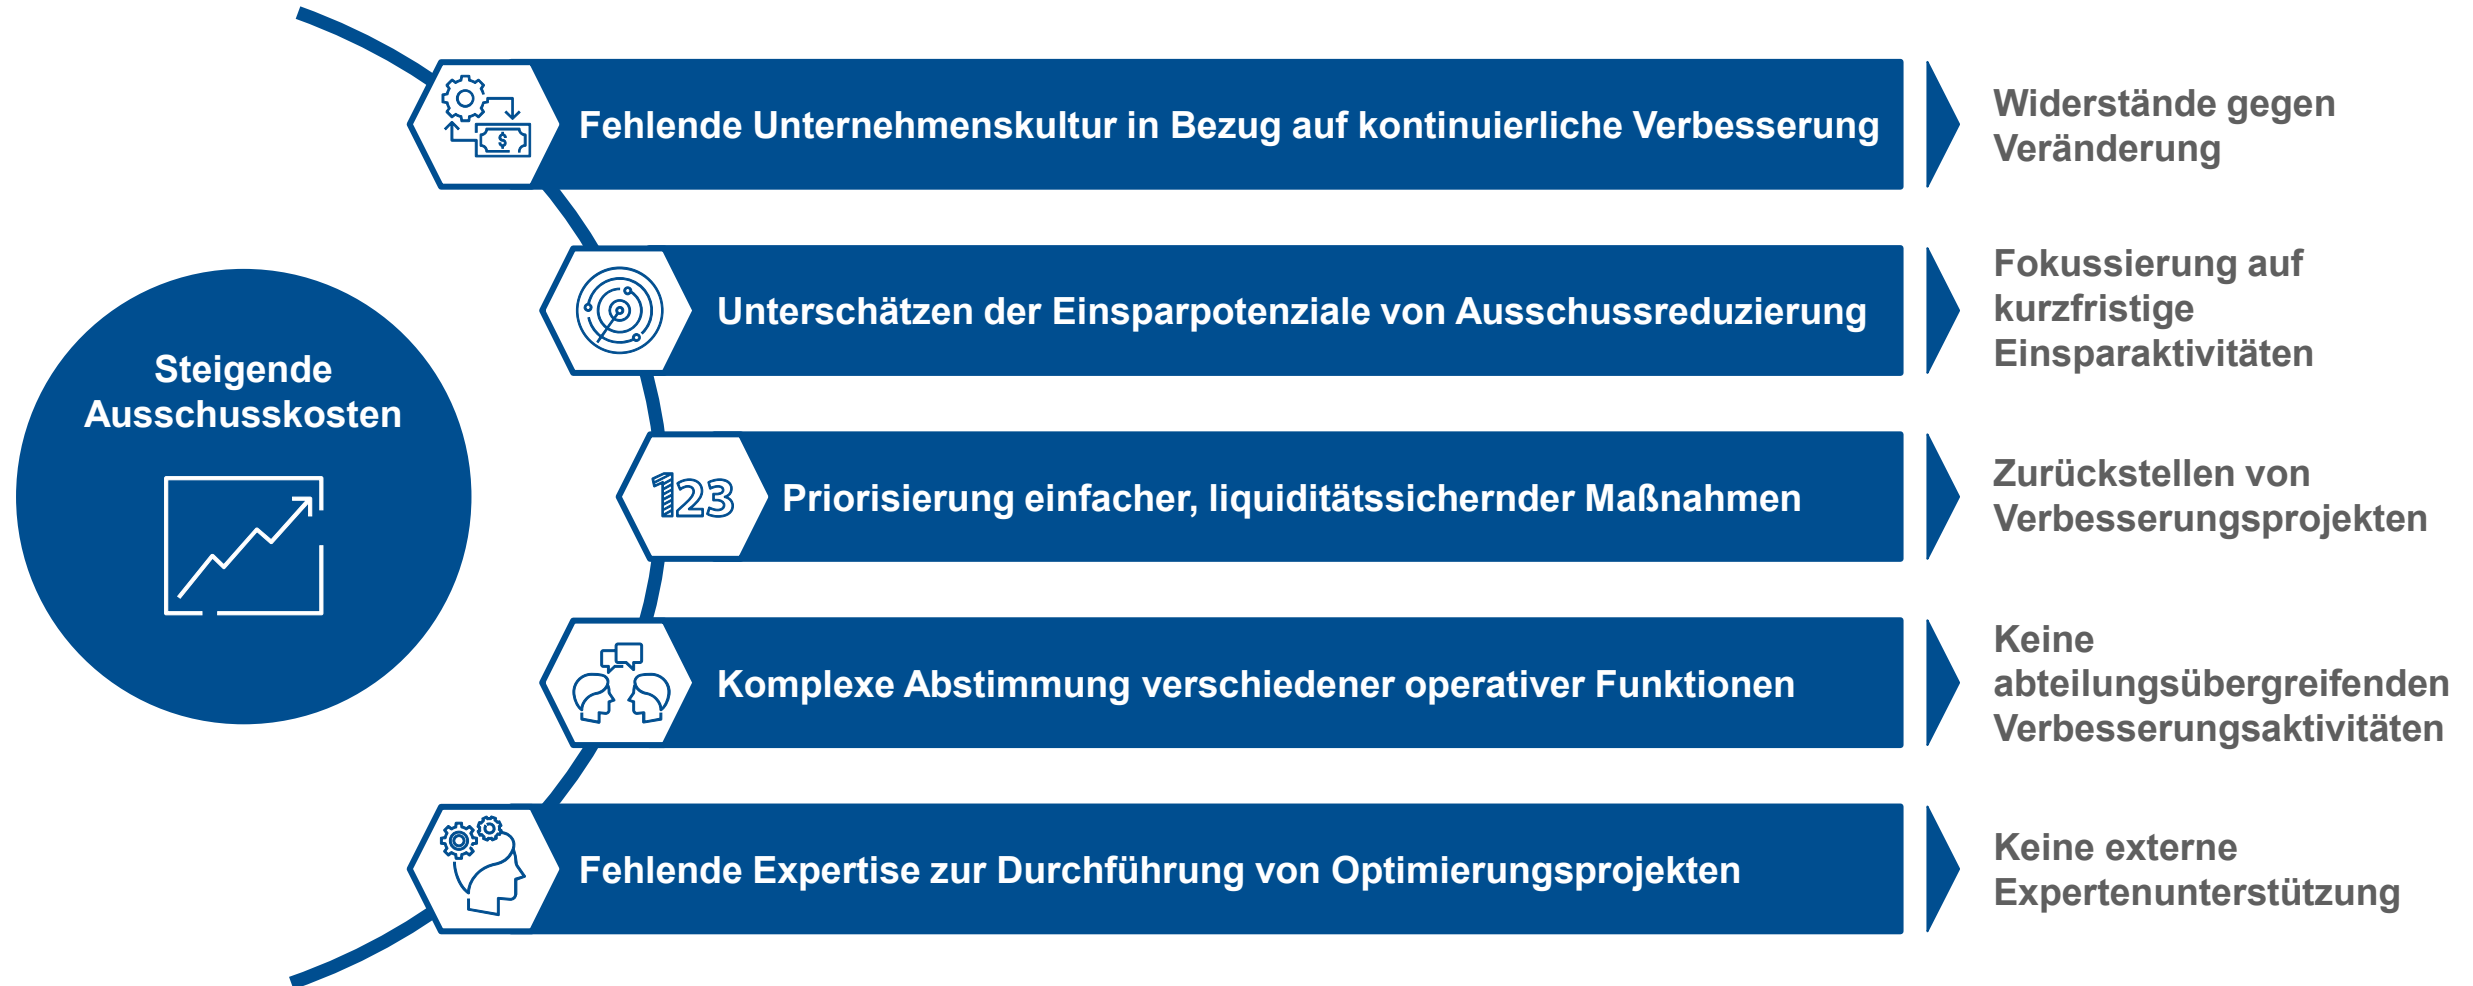 Steigende
Ausschusskosten
Fehlende Unternehmenskultur in Bezug auf kontinuierliche Verbesserung
Widerstände gegen
Veränderung
Unterschätzen der Einsparpotenziale von Ausschussreduzierung
Fokussierung auf
kurzfristige
Einsparaktivitäten
123
Priorisierung einfacher, liquiditätssichernder Maßnahmen
Zurückstellen von
Verbesserungsprojekten
Komplexe Abstimmung verschiedener operativer Funktionen
Keine
abteilungsübergreifenden
Verbesserungsaktivitäten
Fehlende Expertise zur Durchführung von Optimierungsprojekten
Keine externe
Expertenunterstützung
$